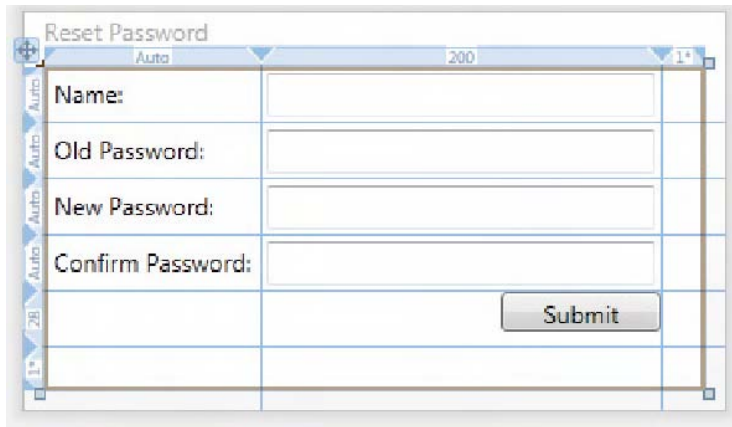 Reset Password
Auto 200 1*
Auto Name:
Auto Old Password:
Auto New Password:
Auto Confirm Password:
28 Submit
1*